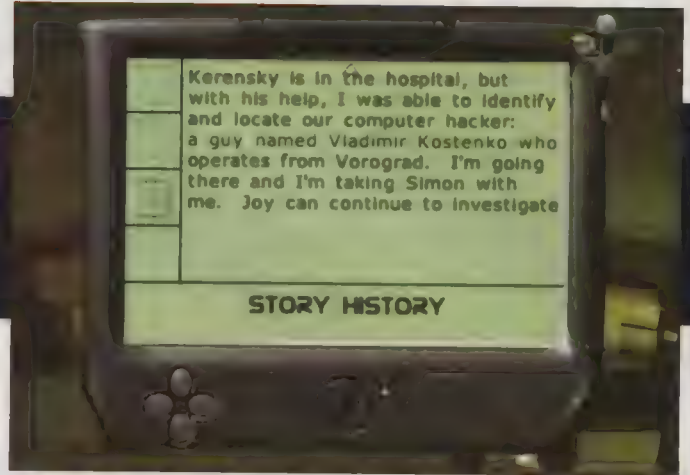 Kerensky is in the hospital, but
with his help, I was able to identify
and locate our computer hacker:
a guy named Vladimir Kostenko who
operates from Vorograd. I'm going
there and I'm taking Simon with
me. Joy can continue to investigate
STORY HISTORY